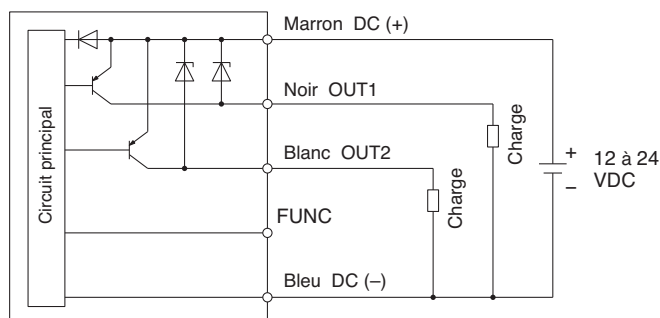 Circuit principal
Marron DC (+)
Noir OUT1
Charge
Blanc OUT2
Charge
+ 12 à 24
– VDC
FUNC
Bleu DC (–)